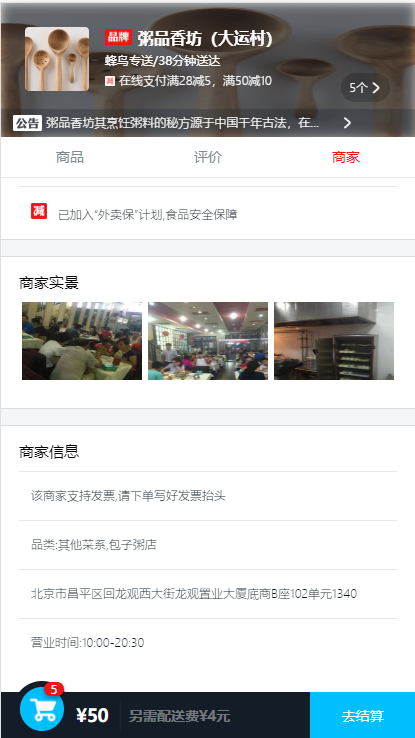 品牌 粥品香坊（大运村）
蜂鸟专送/38分钟送达
减 在线支付满28减5，满50减10
5个
公告 粥品香坊其烹饪粥料的秘方源于中国千年古法，在...
商品 评价 商家
减 已加入“外卖保”计划,食品安全保障
商家实景
商家信息
该商家支持发票,请下单写好发票抬头
品类:其他菜系,包子粥店
北京市昌平区回龙观西大街龙观置业大厦底商B座102单元1340
营业时间:10:00-20:30
5
¥50 另需配送费¥4元 去结算